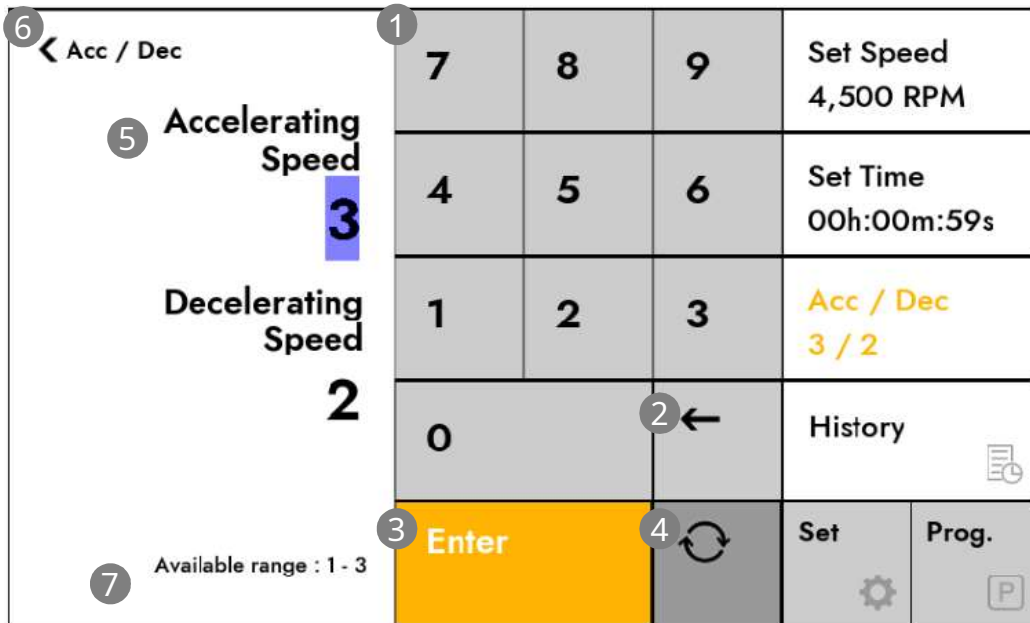 6
Acc / Dec
5
Accelerating
Speed
3
Decelerating
Speed
2
7
Available range : 1 - 3
1
7 8 9
4 5 6
1 2 3
0
2
←
3
Enter
4
Set Speed
4,500 RPM
Set Time
00h:00m:59s
Acc / Dec
3 / 2
History
Set
Prog.
P